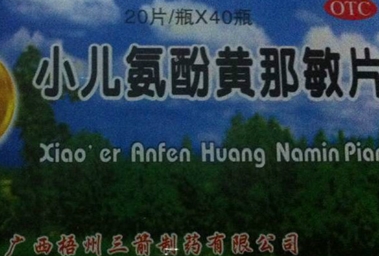 OTC
20片/瓶X40瓶
小儿氨酚黄那敏片
Xiao'er Anfen Huang Namin Pian
广西梧州三箭制药有限公司